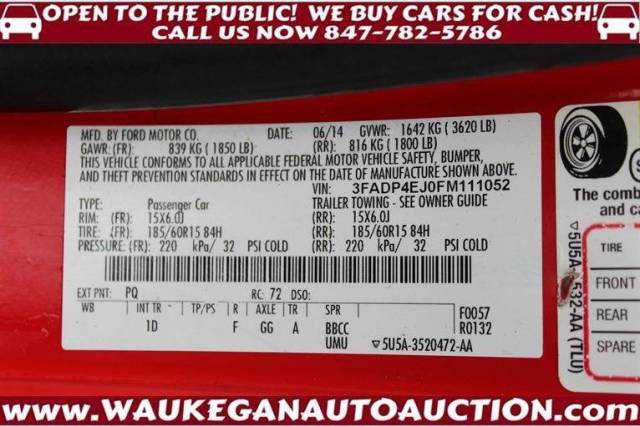 OPEN TO THE PUBLIC! WE BUY CARS FOR CASH!
CALL US NOW 847-782-5786
MFD. BY FORD MOTOR CO. DATE: 06/14 GVWR: 1642 KG ( 3620 LB)
GAWR: (FR): 839 KG ( 1850 LB) (RR): 816 KG ( 1800 LB)
THIS VEHICLE CONFORMS TO ALL APPLICABLE FEDERAL MOTOR VEHICLE SAFETY, BUMPER,
AND THEFT PREVENTION STANDARDS IN EFFECT ON THE DATE OF MANUFACTURE SHOWN ABOVE.
VIN: 3FADP4EJ0FM111052
TYPE: Passenger Car TRAILER TOWING - SEE OWNER GUIDE
RIM: (FR): 15X6.0J (RR): 15X6.0J
TIRE: (FR): 185/60R15 84H (RR): 185/60R15 84H
PRESSURE: (FR): 220 kPa/ 32 PSI COLD (RR): 220 kPa/ 32 PSI COLD
EXT PNT: PQ RC: 72 DSO:
WB INT TR TP/PS R AXLE TR SPR F0057
1D F GG A BBCC R0132
UMU ▽5U5A-3520472-AA
The comb
TIRE
FRONT
REAR
SPARE
WWW.WAUKEGANAUTOAUCTION.COM